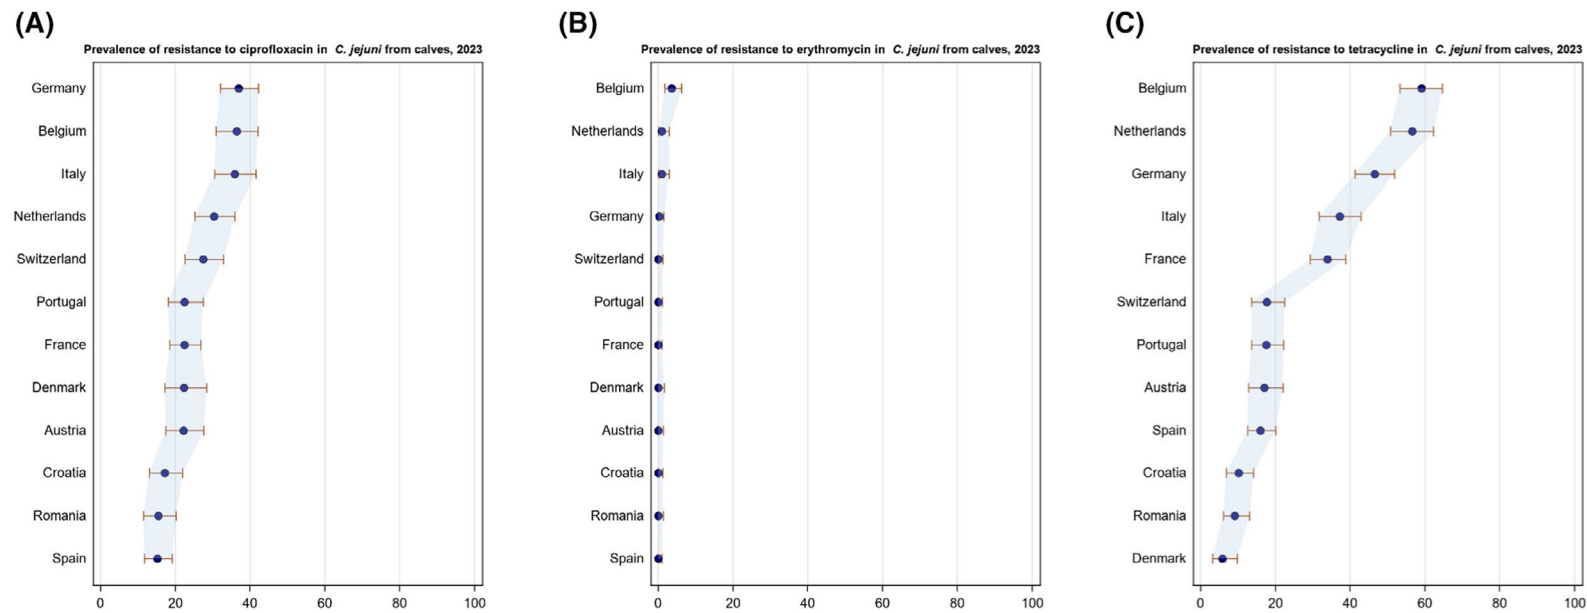 (A)
Prevalence of resistance to ciprofloxacin in C. jejuni from calves, 2023
Germany
Belgium
Italy
Netherlands
Switzerland
Portugal
France
Denmark
Austria
Croatia
Romania
Spain
0 20 40 60 80 100
(B)
Prevalence of resistance to erythromycin in C. jejuni from calves, 2023
Belgium
Netherlands
Italy
Germany
Switzerland
Portugal
France
Denmark
Austria
Croatia
Romania
Spain
0 20 40 60 80 100
(C)
Prevalence of resistance to tetracycline in C. jejuni from calves, 2023
Belgium
Netherlands
Germany
Italy
France
Switzerland
Portugal
Austria
Spain
Croatia
Romania
Denmark
0 20 40 60 80 100